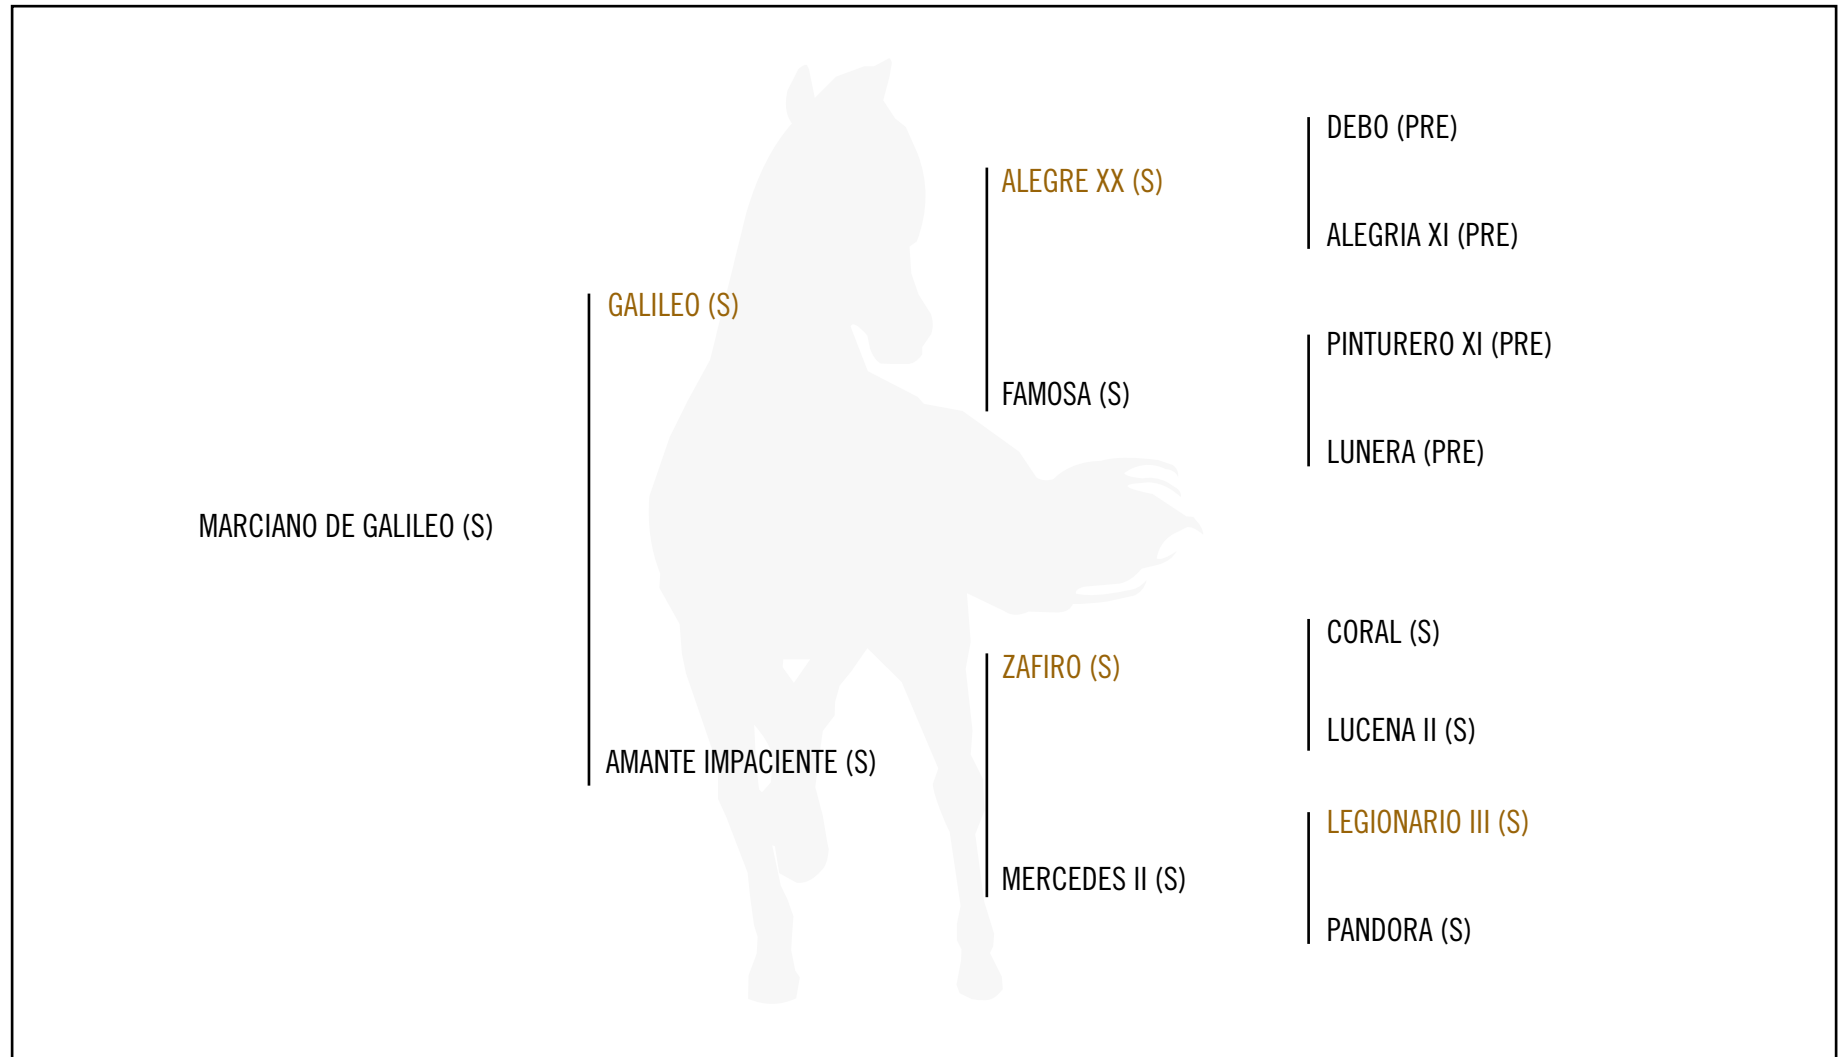 DEBO (PRE)
ALEGRE XX (S)
ALEGRIA XI (PRE)
GALILEO (S)
PINTURERO XI (PRE)
FAMOSA (S)
LUNERA (PRE)
MARCIANO DE GALILEO (S)
CORAL (S)
ZAFIRO (S)
LUCENA II (S)
AMANTE IMPACIENTE (S)
LEGIONARIO III (S)
MERCEDES II (S)
PANDORA (S)